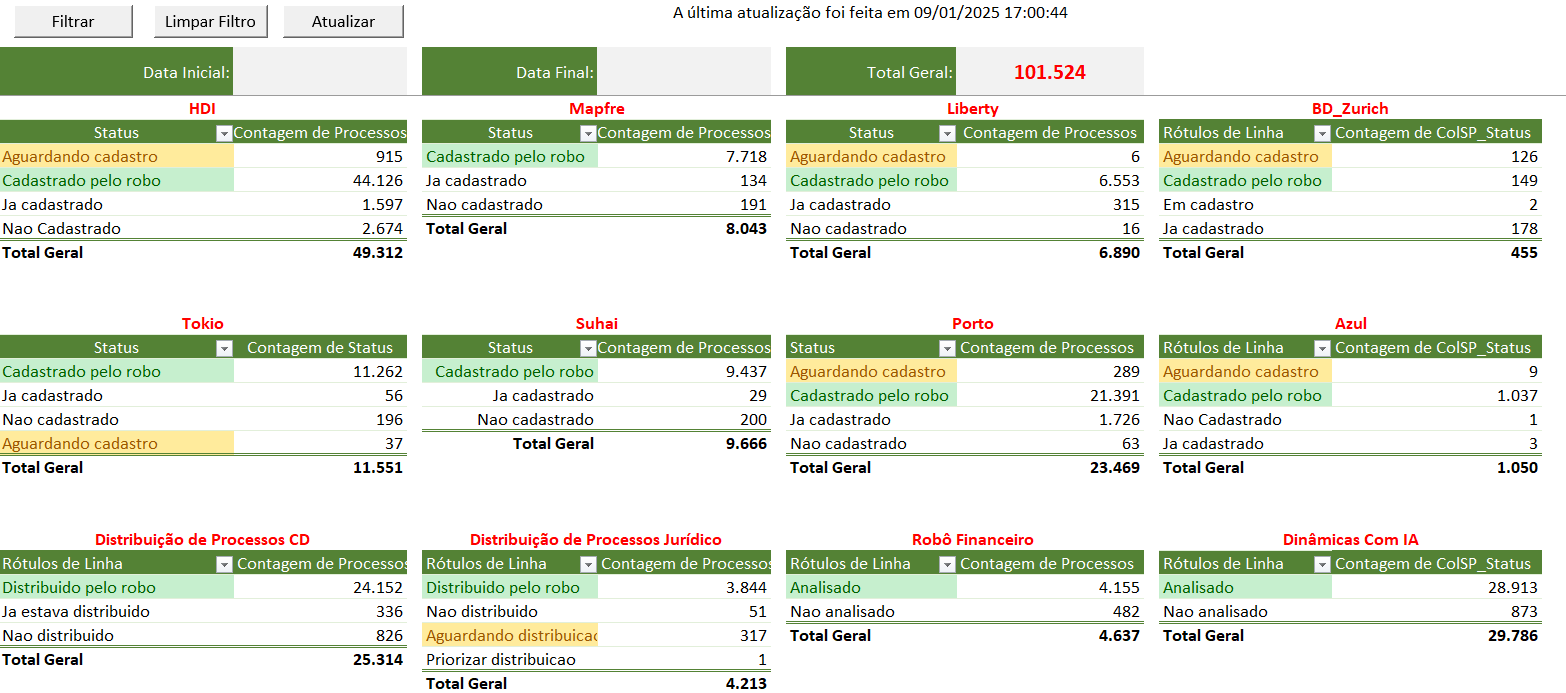 Filtrar Limpar Filtro Atualizar A última atualização foi feita em 09/01/2025 17:00:44
Data Inicial: Data Final: Total Geral: 101.524
HDI
Status Contagem de Processos
Aguardando cadastro 915
Cadastrado pelo robo 44.126
Ja cadastrado 1.597
Nao Cadastrado 2.674
Total Geral 49.312
Mapfre
Status Contagem de Processos
Cadastrado pelo robo 7.718
Ja cadastrado 134
Nao cadastrado 191
Total Geral 8.043
Liberty
Status Contagem de Processos
Aguardando cadastro 6
Cadastrado pelo robo 6.553
Ja cadastrado 315
Nao cadastrado 16
Total Geral 6.890
BD_Zurich
Rótulos de Linha Contagem de ColSP_Status
Aguardando cadastro 126
Cadastrado pelo robo 149
Em cadastro 2
Ja cadastrado 178
Total Geral 455
Tokio
Status Contagem de Status
Cadastrado pelo robo 11.262
Ja cadastrado 56
Nao cadastrado 196
Aguardando cadastro 37
Total Geral 11.551
Suhai
Status Contagem de Processos
Cadastrado pelo robo 9.437
Ja cadastrado 29
Nao cadastrado 200
Total Geral 9.666
Porto
Status Contagem de Processos
Aguardando cadastro 289
Cadastrado pelo robo 21.391
Ja cadastrado 1.726
Nao cadastrado 63
Total Geral 23.469
Azul
Rótulos de Linha Contagem de ColSP_Status
Aguardando cadastro 9
Cadastrado pelo robo 1.037
Nao Cadastrado 1
Ja cadastrado 3
Total Geral 1.050
Distribuição de Processos CD
Rótulos de Linha Contagem de Processos
Distribuido pelo robo 24.152
Ja estava distribuido 336
Nao distribuido 826
Total Geral 25.314
Distribuição de Processos Jurídico
Rótulos de Linha Contagem de Processos
Distribuido pelo robo 3.844
Nao distribuido 51
Aguardando distribuicao 317
Priorizar distribuicao 1
Total Geral 4.213
Robô Financeiro
Rótulos de Linha Contagem de Processos
Analisado 4.155
Nao analisado 482
Total Geral 4.637
Dinâmicas Com IA
Rótulos de Linha Contagem de ColSP_Status
Analisado 28.913
Nao analisado 873
Total Geral 29.786